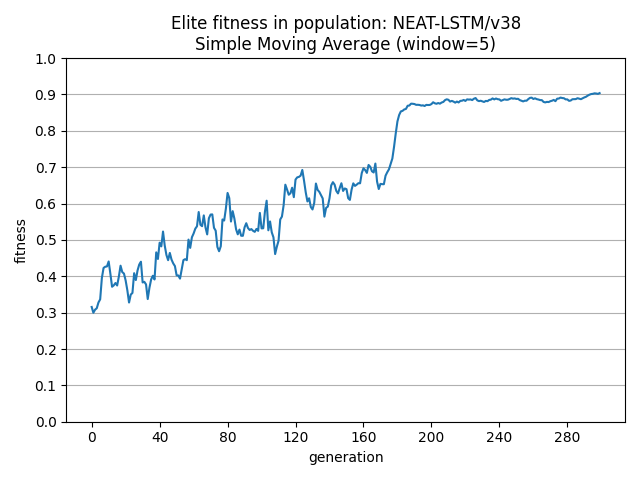 Elite fitness in population: NEAT-LSTM/v38
Simple Moving Average (window=5)
1.0
0.9
0.8
0.7
0.6
0.5
0.4
0.3
0.2
0.1
0.0
fitness
0 40 80 120 160 200 240 280
generation